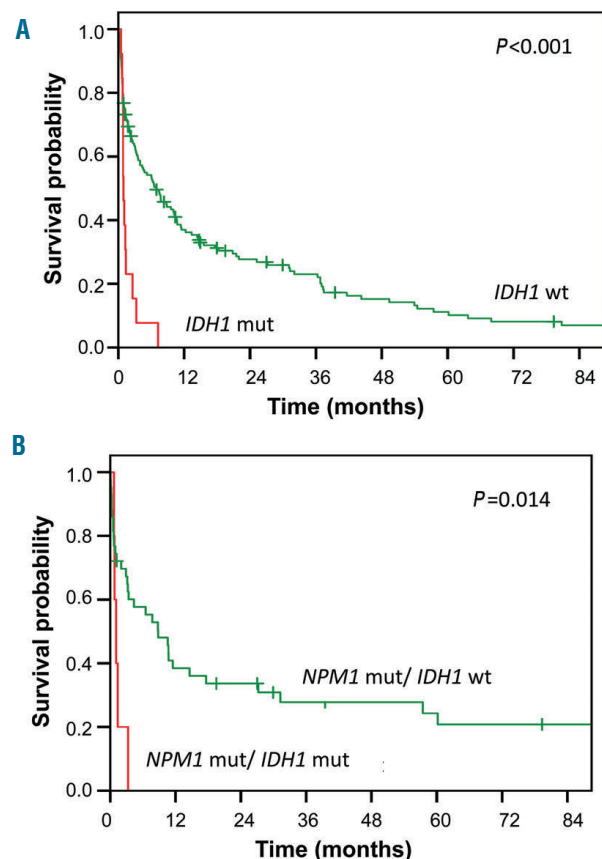 A
P<0.001
1.0
0.8
0.6
0.4
0.2
0.0
Survival probability
IDH1 wt
IDH1 mut
0 12 24 36 48 60 72 84
Time (months)
B
P=0.014
1.0
0.8
0.6
0.4
0.2
0.0
Survival probability
NPM1 mut/ IDH1 wt
NPM1 mut/ IDH1 mut
0 12 24 36 48 60 72 84
Time (months)